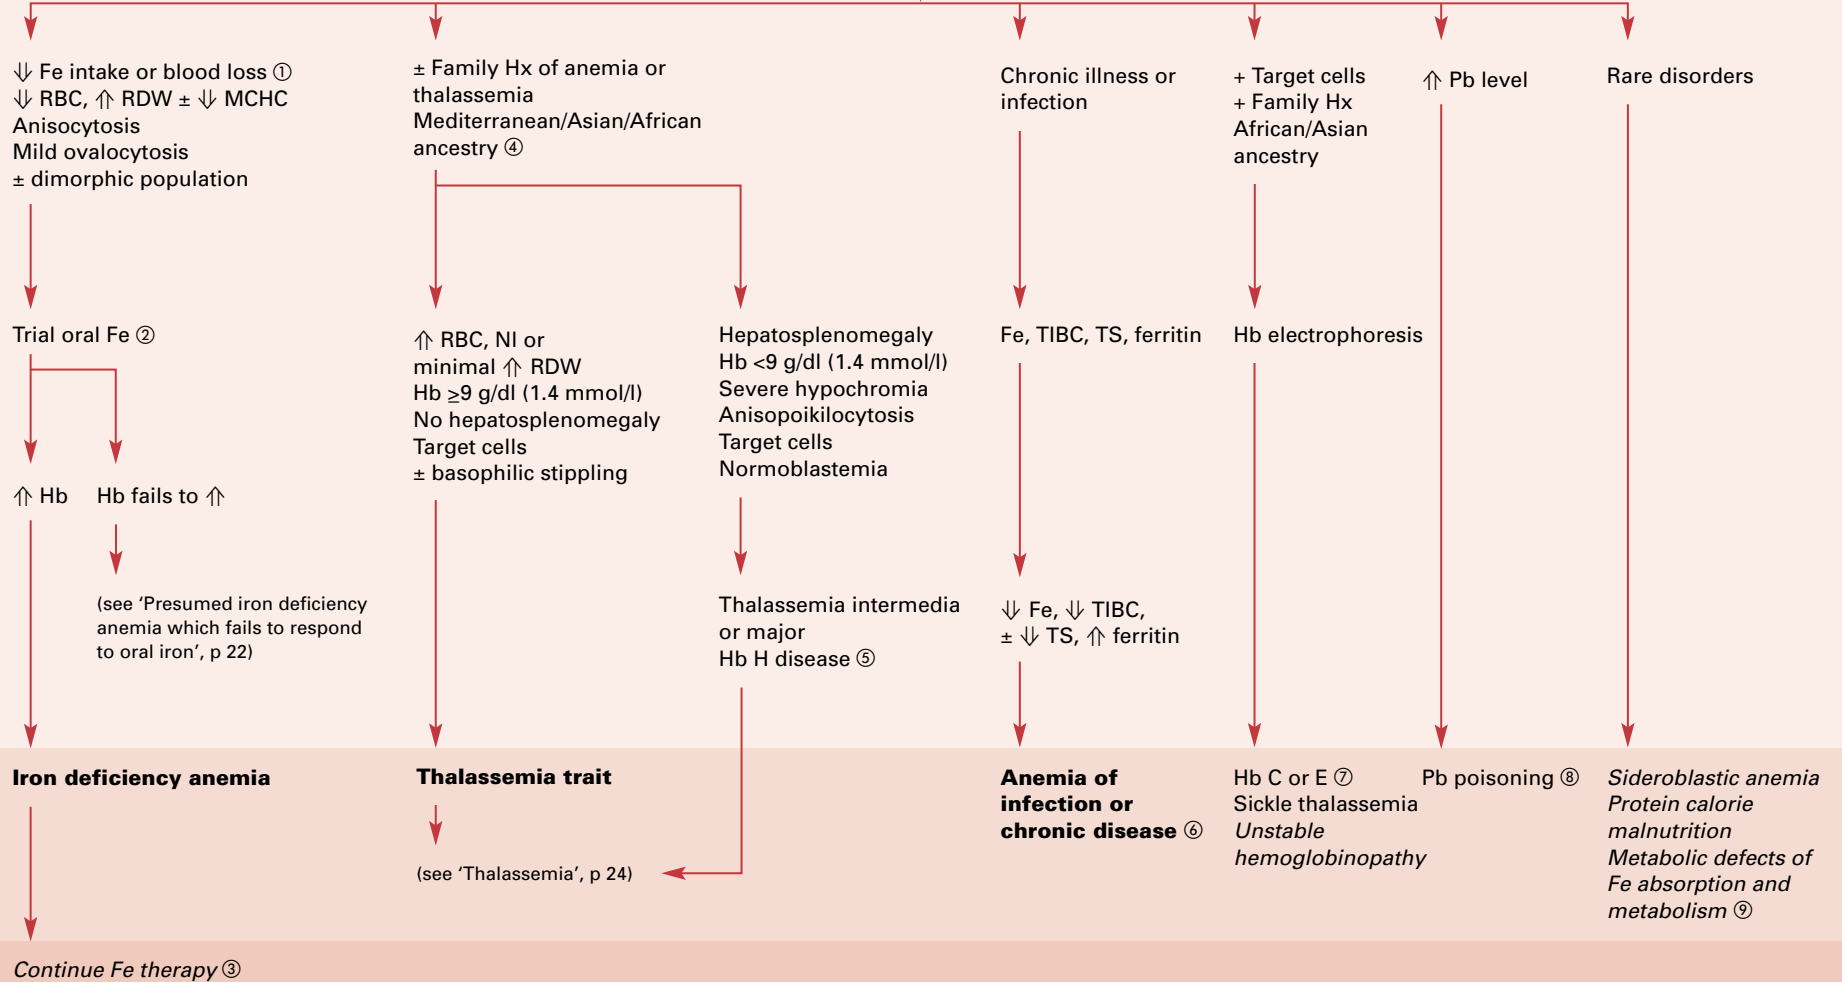 ⇓ Fe intake or blood loss ①
⇓ RBC, ⇑ RDW ± ⇓ MCHC
Anisocytosis
Mild ovalocytosis
± dimorphic population
± Family Hx of anemia or
thalassemia
Mediterranean/Asian/African
ancestry ④
Chronic illness or
infection
+ Target cells
+ Family Hx
African/Asian
ancestry
⇑ Pb level
Rare disorders
Trial oral Fe ②
⇑ RBC, Nl or
minimal ⇑ RDW
Hb ≥9 g/dl (1.4 mmol/l)
No hepatosplenomegaly
Target cells
± basophilic stippling
Hepatosplenomegaly
Hb <9 g/dl (1.4 mmol/l)
Severe hypochromia
Anisopoikilocytosis
Target cells
Normoblastemia
Fe, TIBC, TS, ferritin
Hb electrophoresis
⇑ Hb
Hb fails to ⇑
(see ‘Presumed iron deficiency
anemia which fails to respond
to oral iron’, p 22)
Thalassemia intermedia
or major
Hb H disease ⑤
⇓ Fe, ⇓ TIBC,
± ⇓ TS, ⇑ ferritin
Iron deficiency anemia
Thalassemia trait
(see ‘Thalassemia’, p 24)
Anemia of
infection or
chronic disease ⑥
Hb C or E ⑦
Sickle thalassemia
Unstable
hemoglobinopathy
Pb poisoning ⑧
Sideroblastic anemia
Protein calorie
malnutrition
Metabolic defects of
Fe absorption and
metabolism ⑨
Continue Fe therapy ③